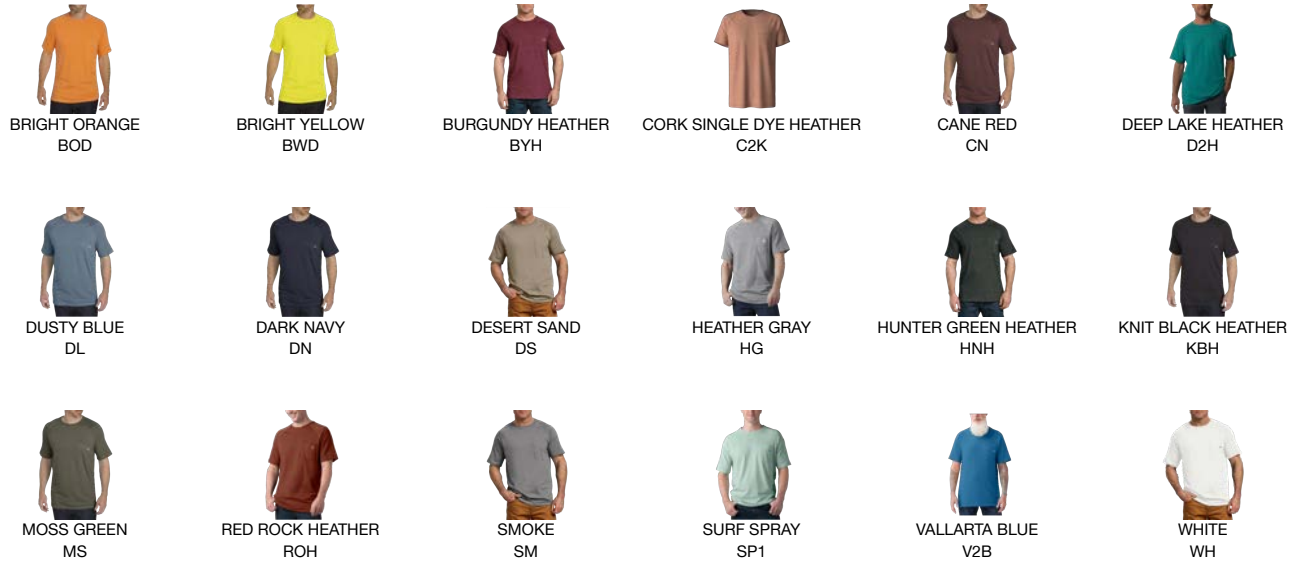 BRIGHT ORANGE
BOD
BRIGHT YELLOW
BWD
BURGUNDY HEATHER
BYH
CORK SINGLE DYE HEATHER
C2K
CANE RED
CN
DEEP LAKE HEATHER
D2H
DUSTY BLUE
DL
DARK NAVY
DN
DESERT SAND
DS
HEATHER GRAY
HG
HUNTER GREEN HEATHER
HNH
KNIT BLACK HEATHER
KBH
MOSS GREEN
MS
RED ROCK HEATHER
ROH
SMOKE
SM
SURF SPRAY
SP1
VALLARTA BLUE
V2B
WHITE
WH